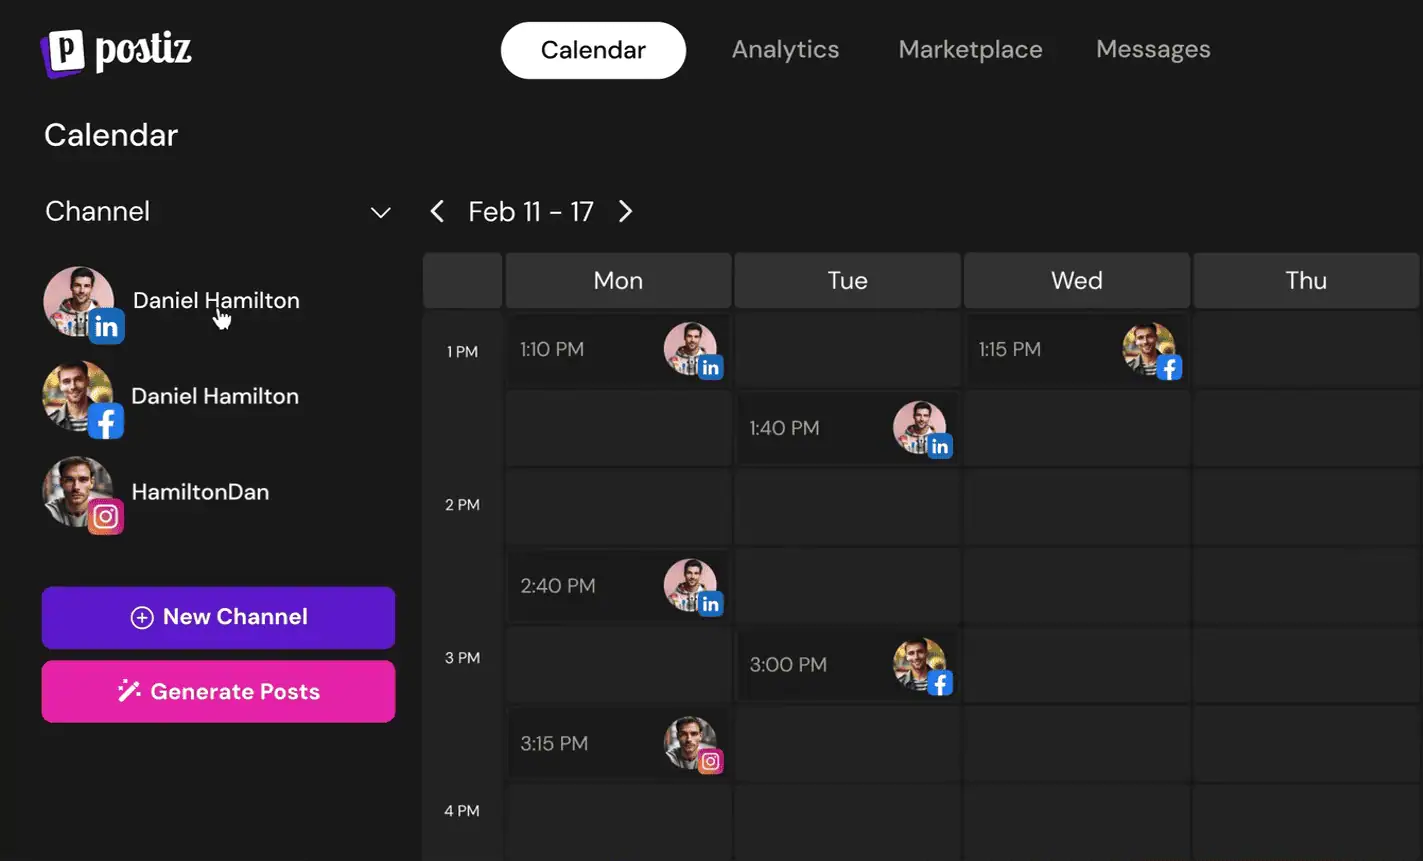 postiz
Calendar Analytics Marketplace Messages
Calendar
Channel
Daniel Hamilton
Daniel Hamilton
HamiltonDan
New Channel
Generate Posts
Feb 11 - 17
Mon Tue Wed Thu
1 PM 1:10 PM 1:15 PM
1:40 PM
2 PM
2:40 PM
3 PM 3:00 PM
3:15 PM
4 PM